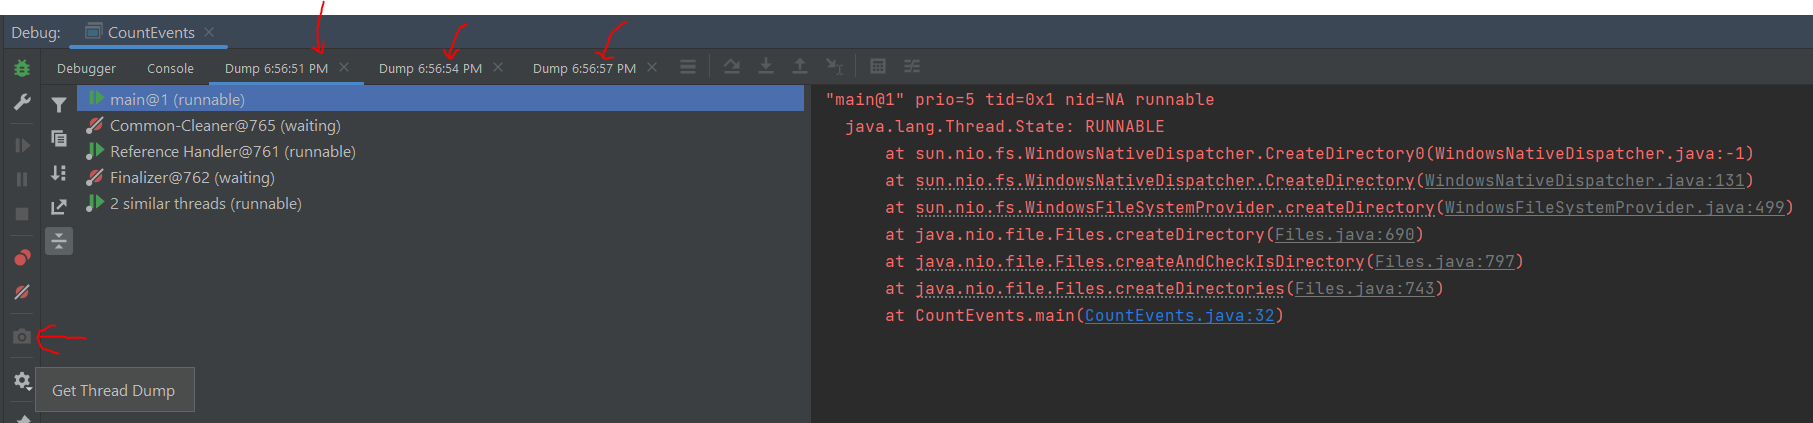 Debug: CountEvents
Debugger Console Dump 6:56:51 PM Dump 6:56:54 PM Dump 6:56:57 PM
main@1 (runnable)
Common-Cleaner@765 (waiting)
Reference Handler@761 (runnable)
Finalizer@762 (waiting)
2 similar threads (runnable)
Get Thread Dump
"main@1" prio=5 tid=0x1 nid=NA runnable
java.lang.Thread.State: RUNNABLE
at sun.nio.fs.WindowsNativeDispatcher.CreateDirectory0(WindowsNativeDispatcher.java:-1)
at sun.nio.fs.WindowsNativeDispatcher.CreateDirectory(WindowsNativeDispatcher.java:131)
at sun.nio.fs.WindowsFileSystemProvider.createDirectory(WindowsFileSystemProvider.java:499)
at java.nio.file.Files.createDirectory(Files.java:690)
at java.nio.file.Files.createAndCheckIsDirectory(Files.java:797)
at java.nio.file.Files.createDirectories(Files.java:743)
at CountEvents.main(CountEvents.java:32)